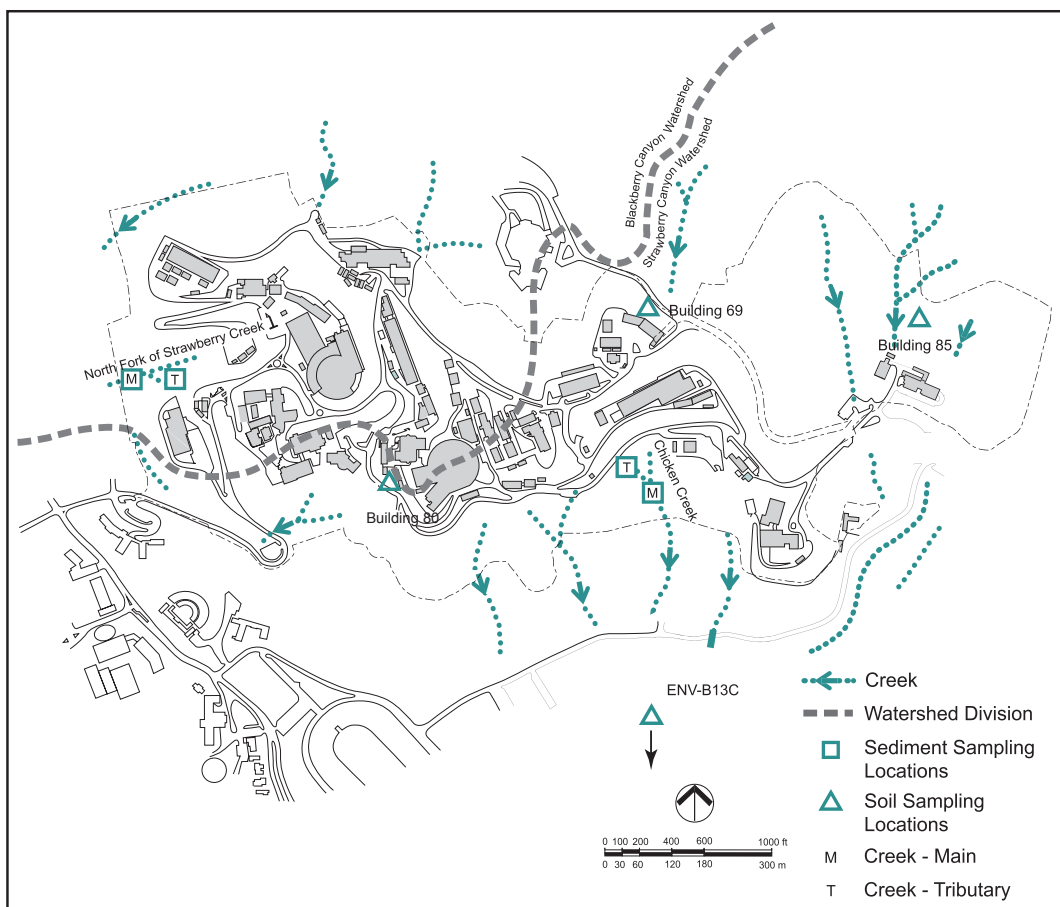 Blackberry Canyon Watershed
Strawberry Canyon Watershed
Building 69
Building 85
North Fork of Strawberry Creek
M
T
Building 80
T
M
Chicken Creek
ENV-B13C
0 100 200 400 600 1000 ft
0 30 60 120 180 300 m
Creek
Watershed Division
Sediment Sampling
Locations
Soil Sampling
Locations
M Creek - Main
T Creek - Tributary